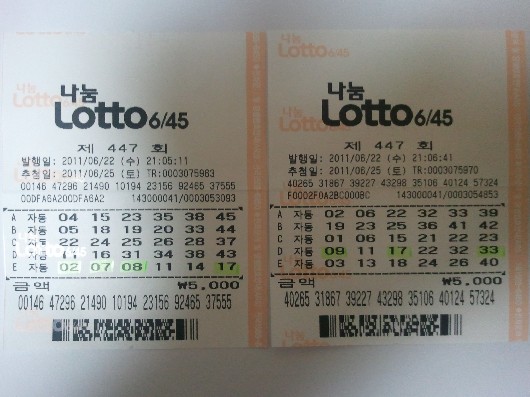 나눔
Lotto 6/45
제 447 회
발행일: 2011/06/22 (수) 21:05:11
추첨일: 2011/06/25 (토) TR:0003075963
00146 47296 21490 10194 23156 92465 37555
140000041/0003053093
A 자동 04 15 23 35 38 45
B 자동 05 18 19 20 33 44
C 자동 22 24 25 26 28 37
D 자동 16 31 34 38 43
E 자동 02 07 08 11 14 17
금액 ₩5,000
00146 47296 21490 10194 23156 92465 37555
나눔
Lotto 6/45
제 447 회
발행일: 2011/06/22 (수) 21:06:41
추첨일: 2011/06/25 (토) TR:0003075970
40265 31867 39227 43298 35106 40124 57324
F0002F0A2BC0008C 143000041/0003054853
A 자동 02 06 22 32 33 39
B 자동 02 12 27 33 34 42
C 자동 01 06 15 21 22 23
D 자동 09 11 17 22 32 33
E 자동 03 13 18 24 26 40
금액 ₩5,000
40265 31867 39227 43298 35106 40124 57324